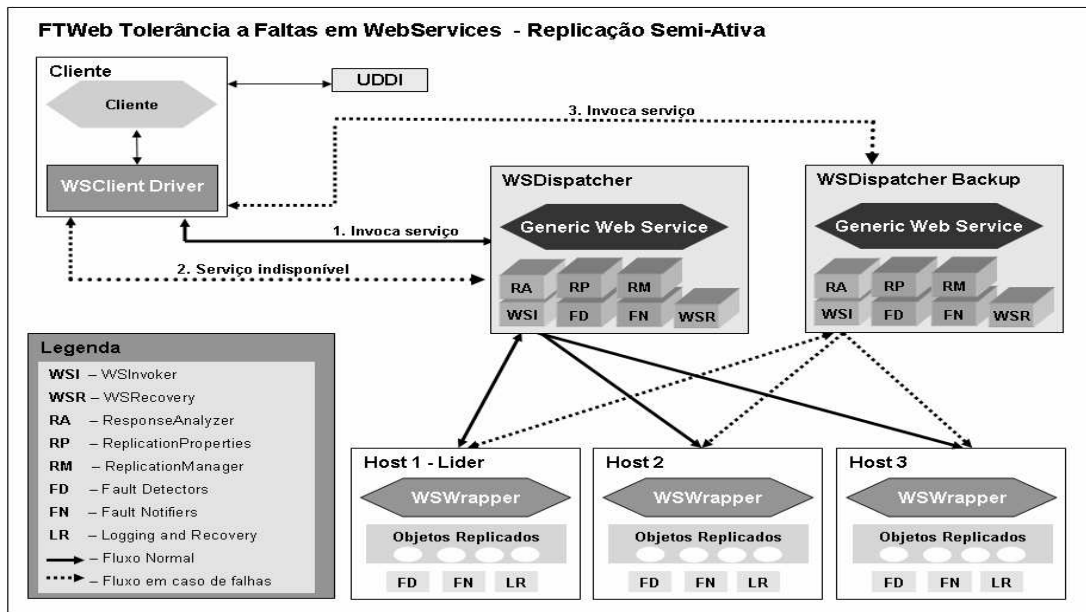 FTWeb Tolerância a Faltas em WebServices - Replicação Semi-Ativa
Cliente
Cliente
WSClient Driver
UDDI
3. Invoca serviço
1. Invoca serviço
2. Serviço indisponível
WSDispatcher
Generic Web Service
RA RP RM
WSI FD FN WSR
WSDispatcher Backup
Generic Web Service
RA RP RM
WSI FD FN WSR
Legenda
WSI – WSInvoker
WSR – WSRecovery
RA – ResponseAnalyzer
RP – ReplicationProperties
RM – ReplicationManager
FD – Fault Detectors
FN – Fault Notifiers
LR – Logging and Recovery
– Fluxo Normal
– Fluxo em caso de falhas
Host 1 - Lider
WSWrapper
Objetos Replicados
FD FN LR
Host 2
WSWrapper
Objetos Replicados
FD FN LR
Host 3
WSWrapper
Objetos Replicados
FD FN LR